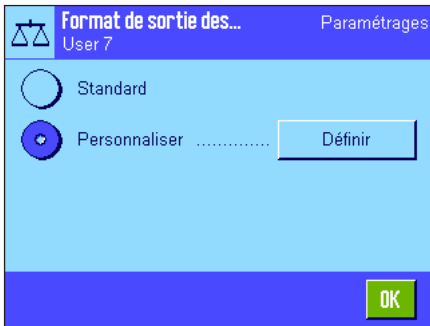 Format de sortie des... Paramétrages
User 7
Standard
Personnaliser .............. Définir
OK